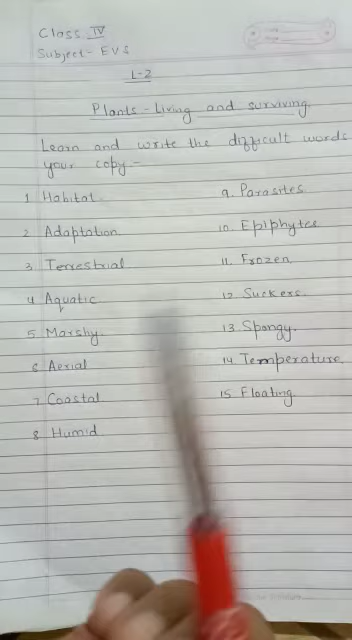 Class IV
Subject- EVS
L-2
Plants - Living and surviving.
Learn and write the difficult words
your copy -
1 Habitat
2 Adaptation
3 Terrestrial
4 Aquatic
5 Marshy
6 Aerial
7 Coastal
8 Humid
9. Parasites
10. Epiphytes
11. Frozen
12 Suckers
13. Spongy.
14 Temperature
15 Floating